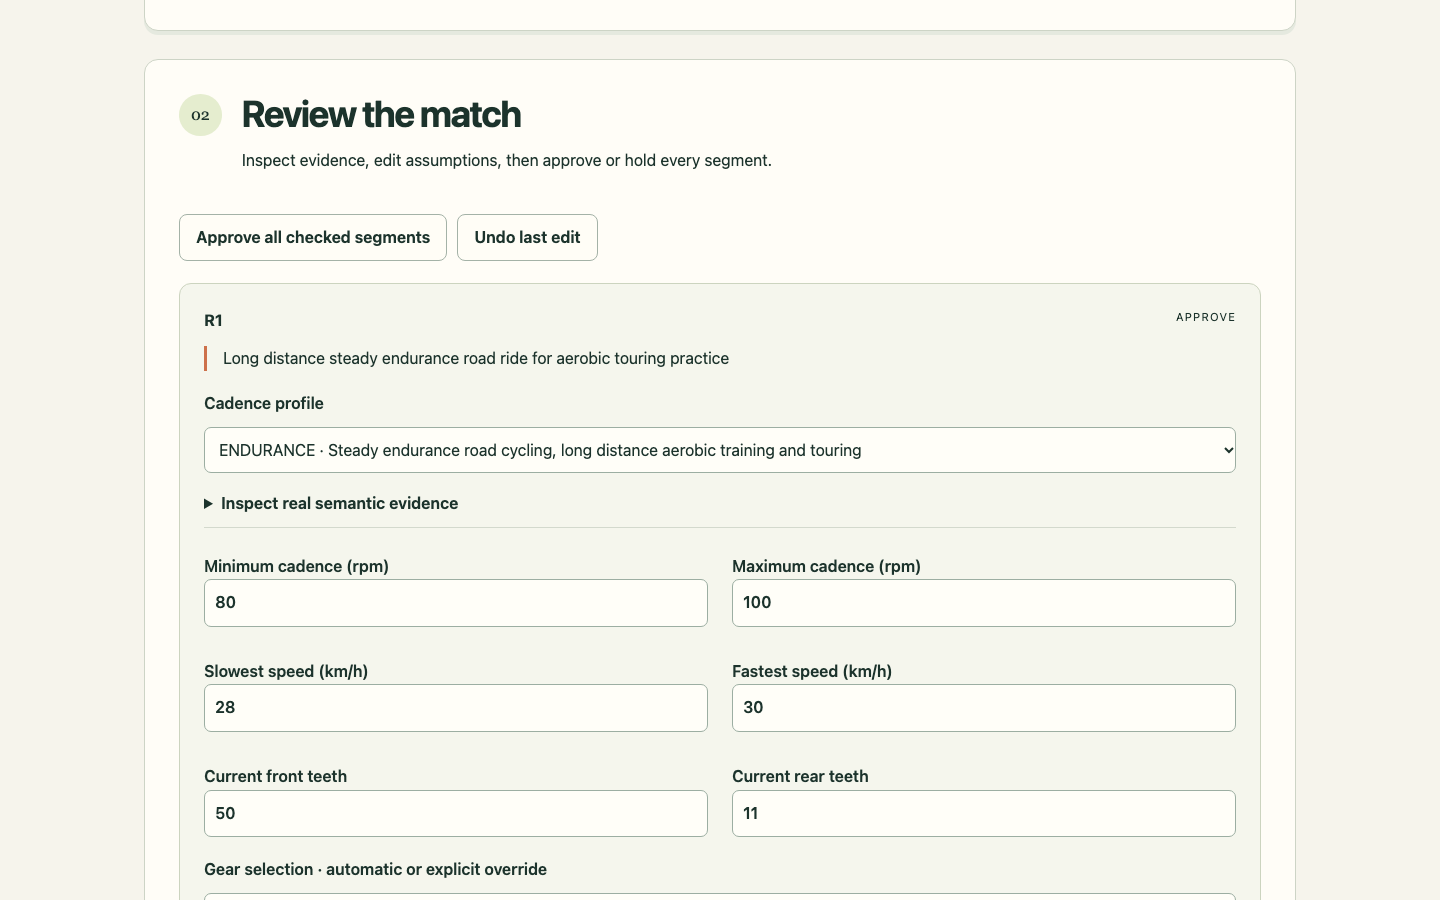 02
Review the match
Inspect evidence, edit assumptions, then approve or hold every segment.
Approve all checked segments
Undo last edit
R1
APPROVE
Long distance steady endurance road ride for aerobic touring practice
Cadence profile
ENDURANCE · Steady endurance road cycling, long distance aerobic training and touring
Inspect real semantic evidence
Minimum cadence (rpm)
Maximum cadence (rpm)
80
100
Slowest speed (km/h)
Fastest speed (km/h)
28
30
Current front teeth
Current rear teeth
50
11
Gear selection · automatic or explicit override